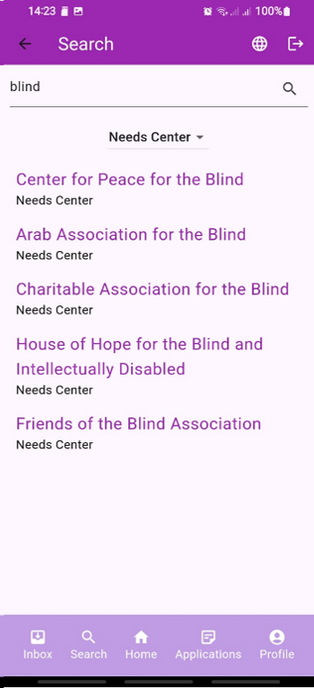 14:23 100%
Search
blind
Needs Center
Center for Peace for the Blind
Needs Center
Arab Association for the Blind
Needs Center
Charitable Association for the Blind
Needs Center
House of Hope for the Blind and
Intellectually Disabled
Needs Center
Friends of the Blind Association
Needs Center
Inbox Search Home Applications Profile